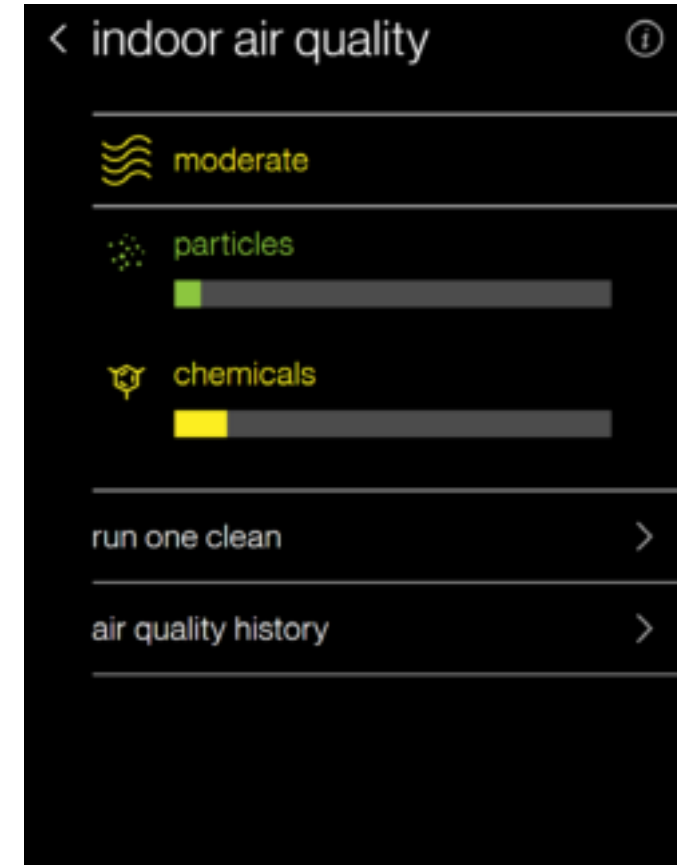 indoor air quality
moderate
particles
chemicals
run one clean
air quality history